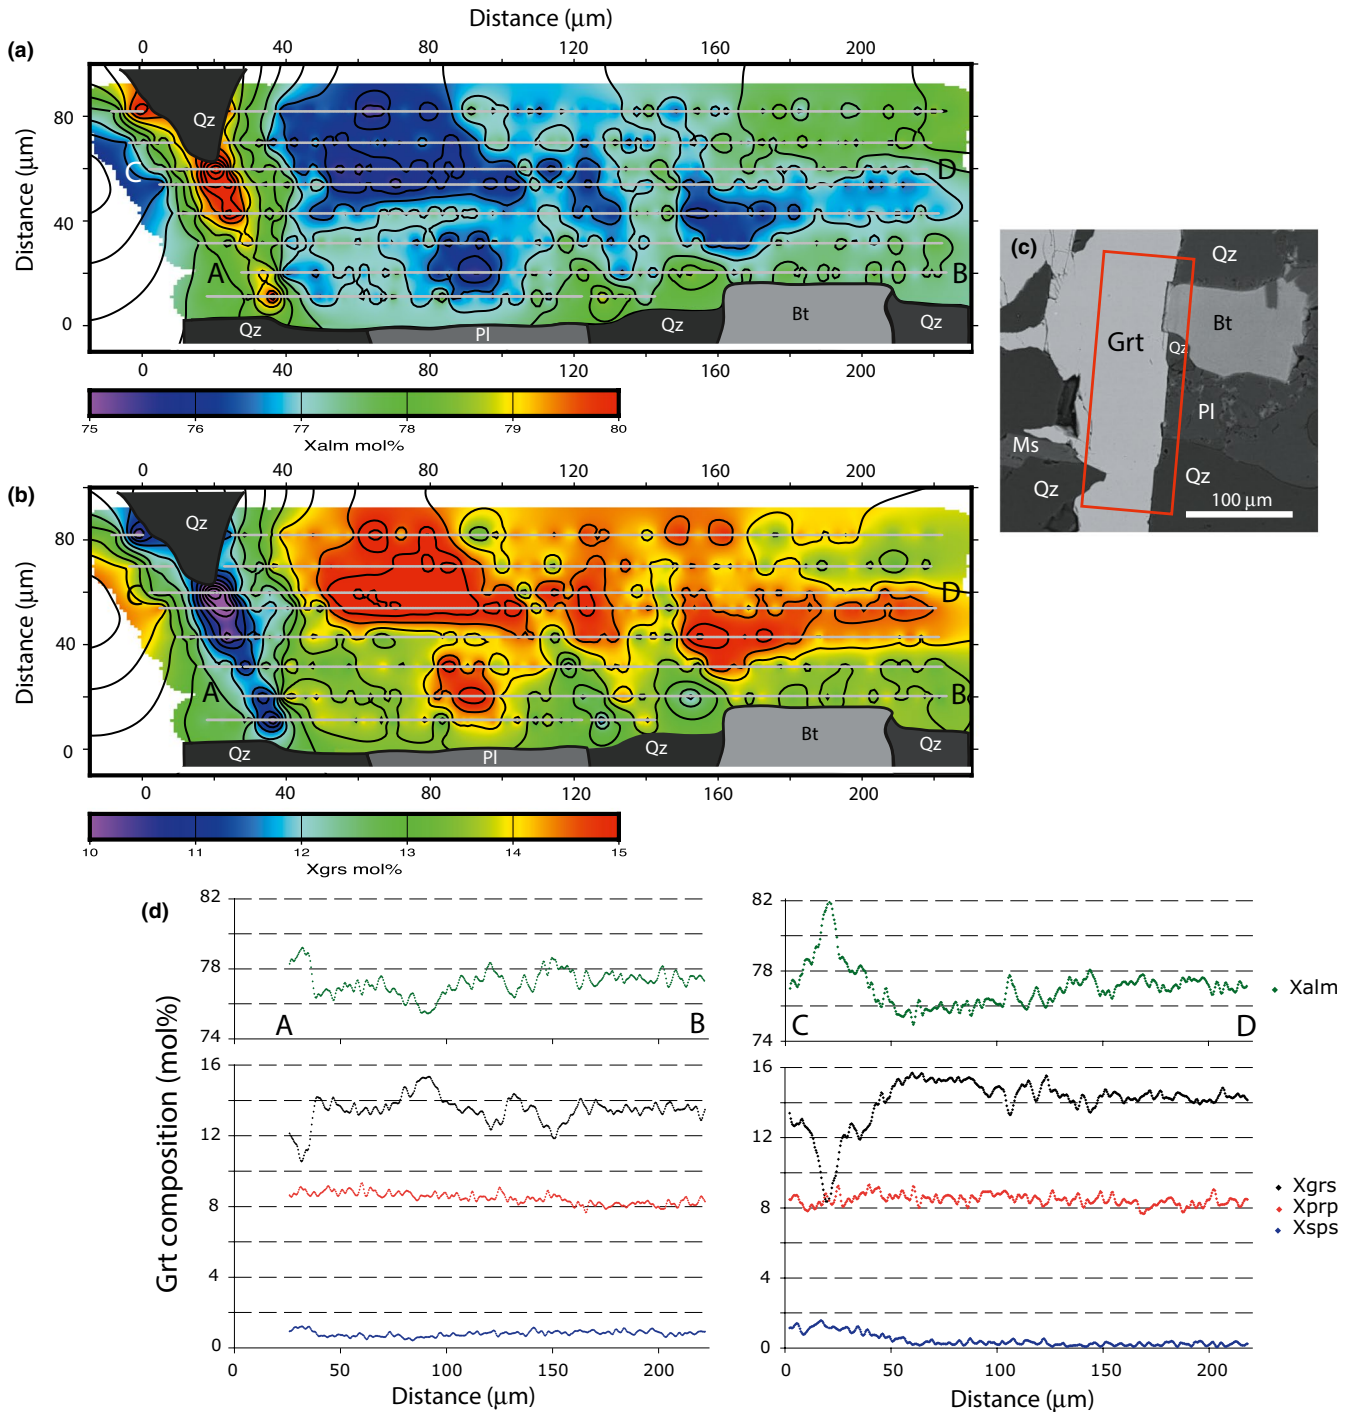 Distance (µm)
(a)
0 40 80 120 160 200
Distance (µm)
80
40
0
Qz
C
D
A
B
Qz
Pl
Qz
Bt
Qz
0 40 80 120 160 200
75 76 77 78 79 80
Xalm mol%
(c)
Qz
Grt
Bt
Qz
Pl
Ms
Qz
Qz
100 µm
(b)
0 40 80 120 160 200
Distance (µm)
80
40
0
Qz
C
D
A
B
Qz
Pl
Qz
Bt
Qz
0 40 80 120 160 200
10 11 12 13 14 15
Xgrs mol%
(d)
Grt composition (mol%)
82
78
74
A
B
16
12
8
4
0
0 50 100 150 200
Distance (µm)
82
78
74
C
D
16
12
8
4
0
0 50 100 150 200
Distance (µm)
Xalm
Xgrs
Xprp
Xsps